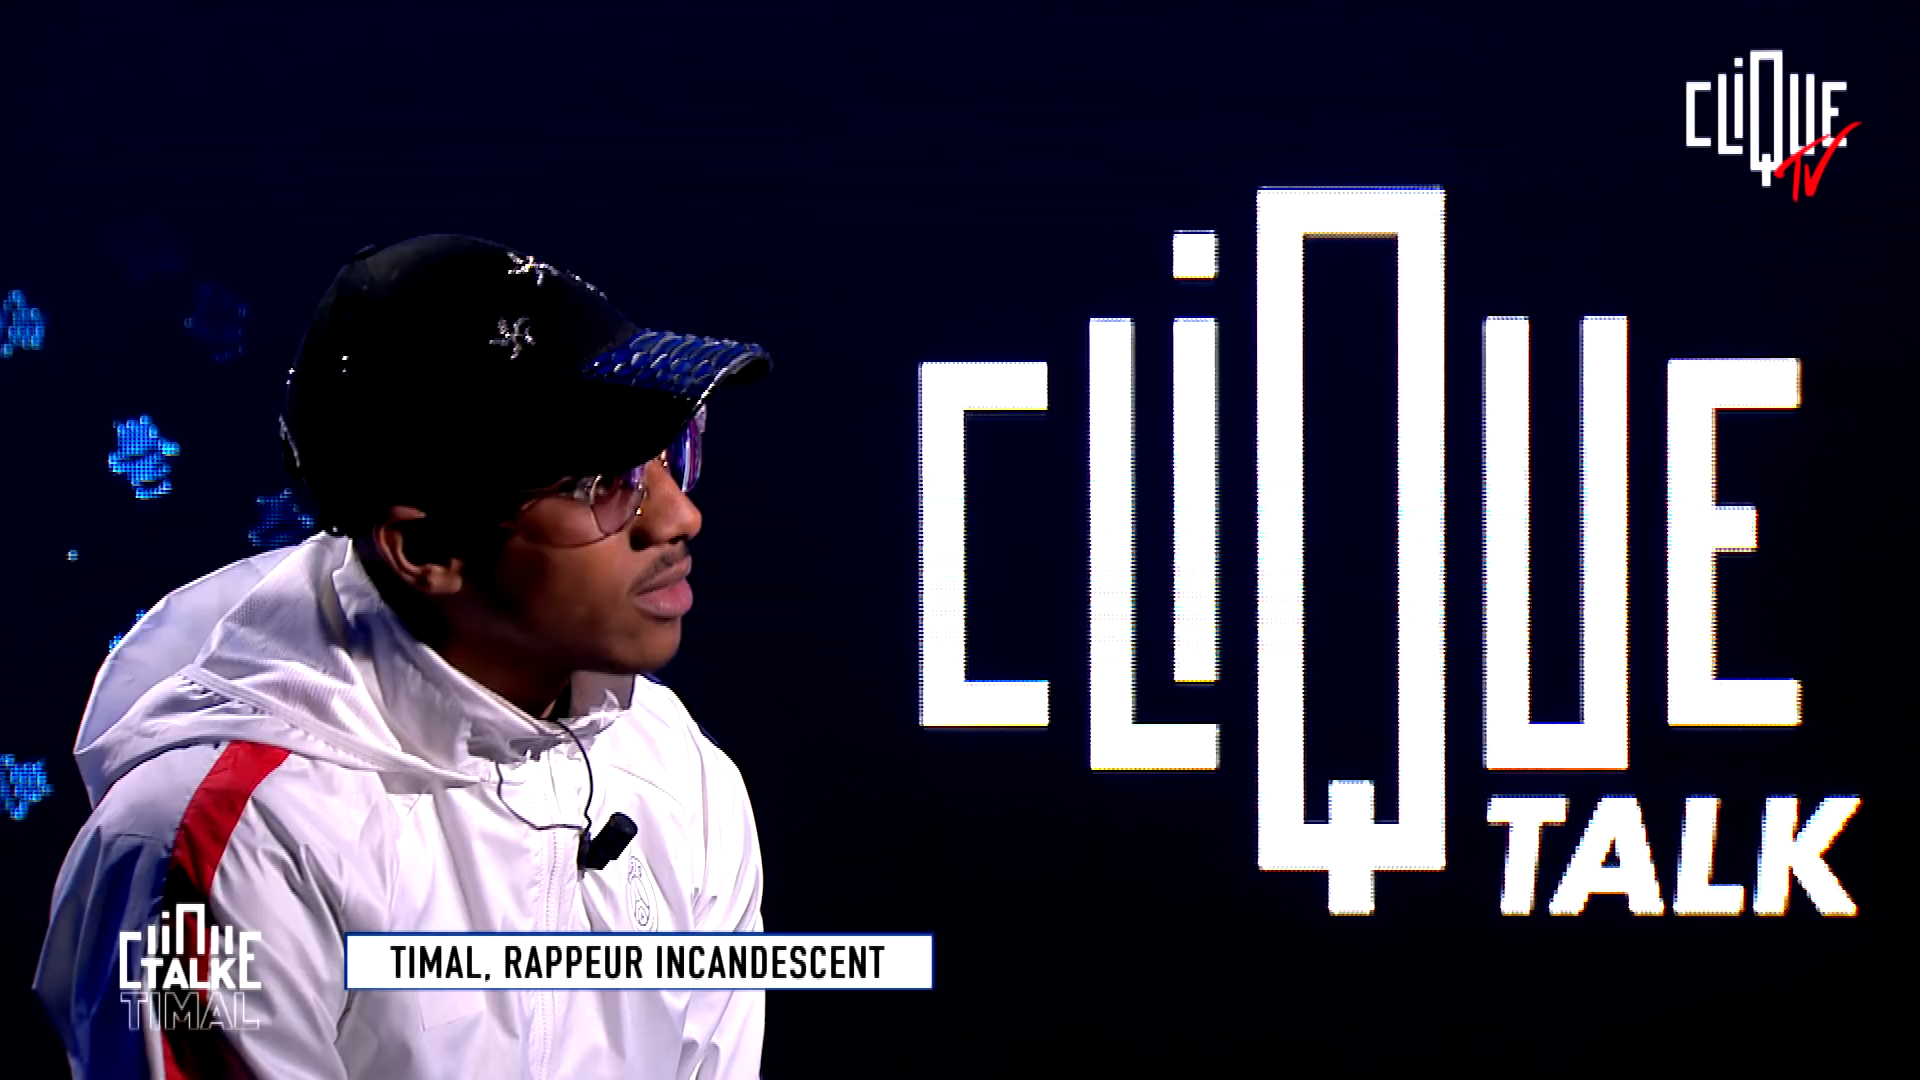 CLiQUE
TV
CLiQUE
TALK
CLiQUE
TALK
TIMAL
TIMAL, RAPPEUR INCANDESCENT